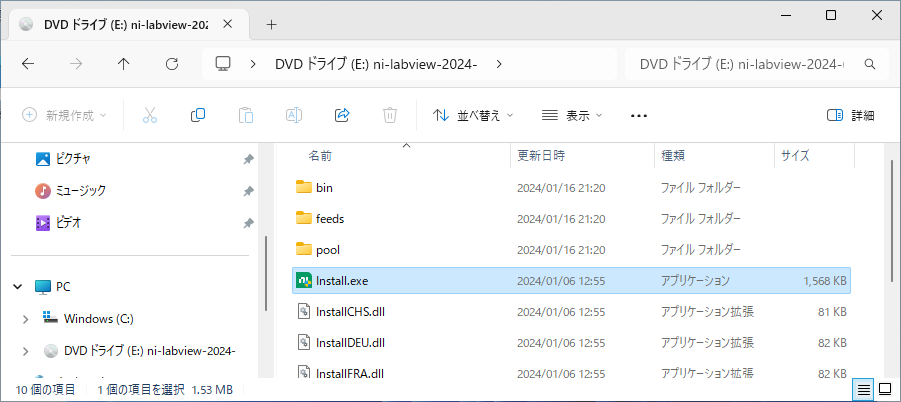 DVD ドライブ (E:) ni-labview-202
DVD ドライブ (E:) ni-labview-2024-
DVD ドライブ (E:) ni-labview-2024-
新規作成
並べ替え
表示
詳細
ピクチャ
ミュージック
ビデオ
PC
Windows (C:)
DVD ドライブ (E:) ni-labview-2024-
名前 更新日時 種類 サイズ
bin 2024/01/16 21:20 ファイル フォルダー
feeds 2024/01/16 21:20 ファイル フォルダー
pool 2024/01/16 21:20 ファイル フォルダー
Install.exe 2024/01/06 12:55 アプリケーション 1,568 KB
InstallCHS.dll 2024/01/06 12:55 アプリケーション拡張 81 KB
InstallDEU.dll 2024/01/06 12:55 アプリケーション拡張 82 KB
InstallFRA.dll 2024/01/06 12:55 アプリケーション拡張 82 KB
10 個の項目 1 個の項目を選択 1.53 MB